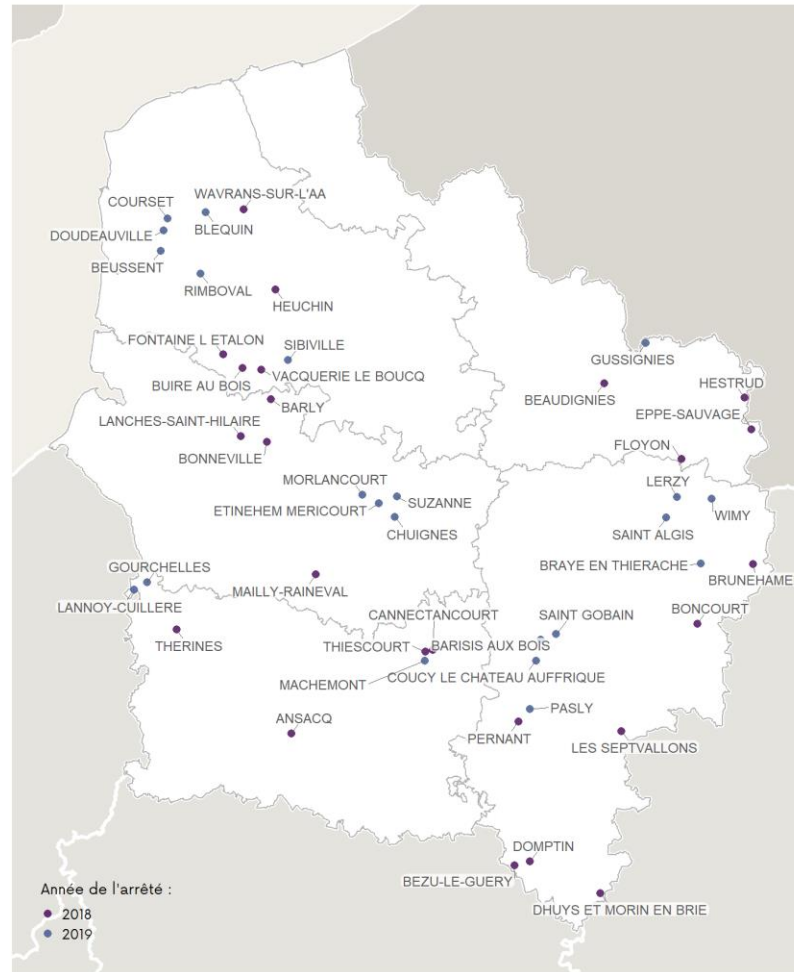 WAVRANS-SUR-L'AA
COURSET
BLEQUIN
DOUDEAUVILLE
BEUSSENT
RIMBOVAL
HEUCHIN
FONTAINE L ETALON
SIBIVILLE
GUSSIGNIES
VACQUERIE LE BOUCQ
BUIRE AU BOIS
HESTRUD
BEAUDIGNIES
BARLY
EPPE-SAUVAGE
LANCHES-SAINT-HILAIRE
FLOYON
BONNEVILLE
MORLANCOURT
LERZY
SUZANNE
ETINEHEM MERICOURT
WIMY
CHUIGNES
SAINT ALGIS
GOURCHELLES
BRAYE EN THIERACHE
BRUNEHAME
MAILLY-RAINEVAL
LANNOY-CUILLERE
CANNECTANCOURT
SAINT GOBAIN
BONCOURT
THERINES
THIESCOURT
BARISIS AUX BOIS
MACHEMONT
COUCY LE CHATEAU AUFFRIQUE
ANSACQ
PASLY
PERNANT
LES SEPTVALLONS
DOMPTIN
BEZU-LE-GUERY
DHUYS ET MORIN EN BRIE
Année de l'arrêté :
2018
2019